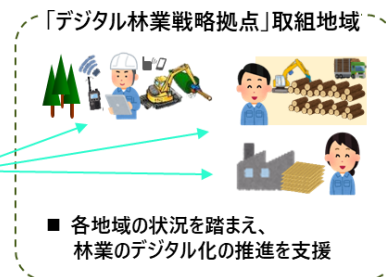 「デジタル林業戦略拠点」取組地域
■ 各地域の状況を踏まえ、
林業のデジタル化の推進を支援